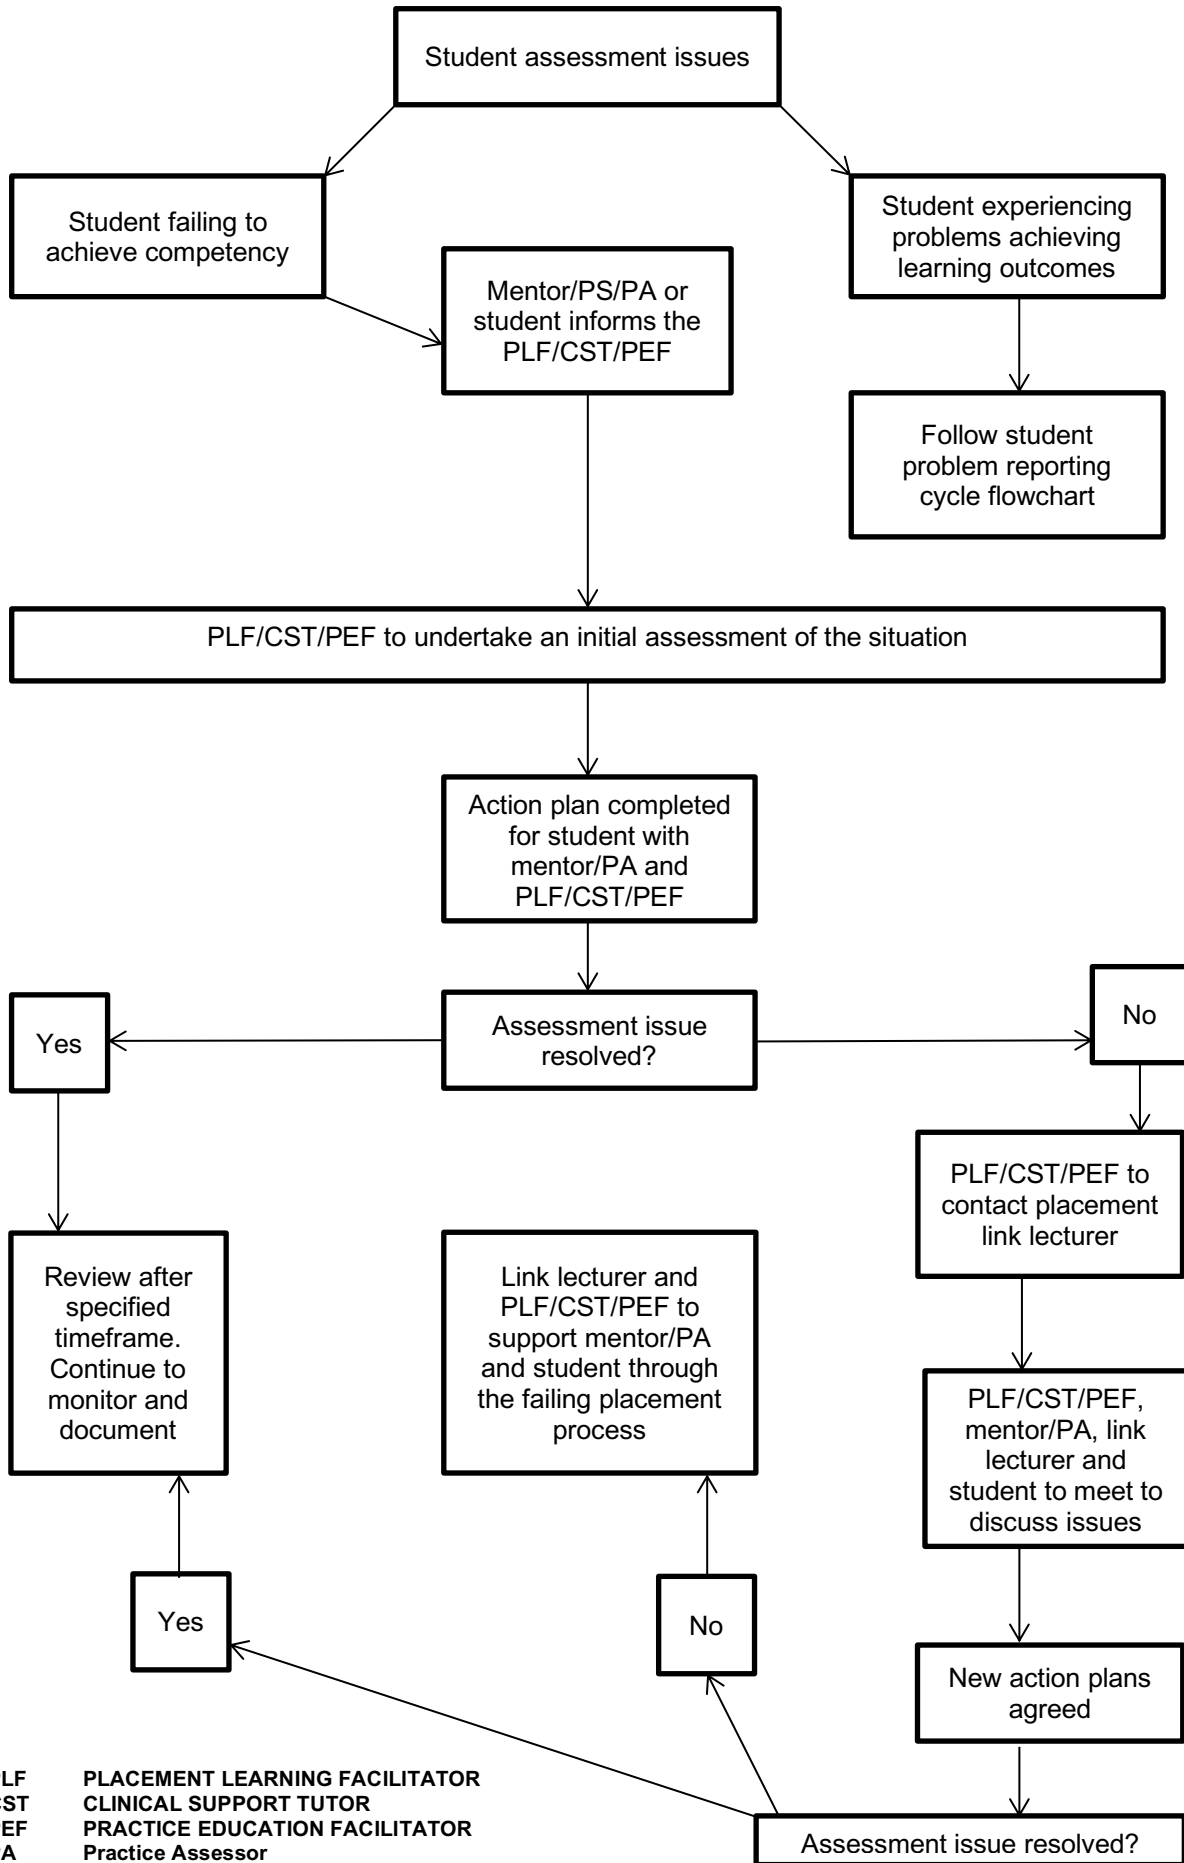 Student assessment issues
Student failing to
achieve competency
Student experiencing
problems achieving
learning outcomes
Mentor/PS/PA or
student informs the
PLF/CST/PEF
Follow student
problem reporting
cycle flowchart
PLF/CST/PEF to undertake an initial assessment of the situation
Action plan completed
for student with
mentor/PA and
PLF/CST/PEF
Assessment issue
resolved?
Yes
No
PLF/CST/PEF to
contact placement
link lecturer
Review after
specified
timeframe.
Continue to
monitor and
document
Link lecturer and
PLF/CST/PEF to
support mentor/PA
and student through
the failing placement
process
PLF/CST/PEF,
mentor/PA, link
lecturer and
student to meet to
discuss issues
Yes
No
New action plans
agreed
Assessment issue resolved?
LF PLACEMENT LEARNING FACILITATOR
CST CLINICAL SUPPORT TUTOR
EF PRACTICE EDUCATION FACILITATOR
A Practice Assessor